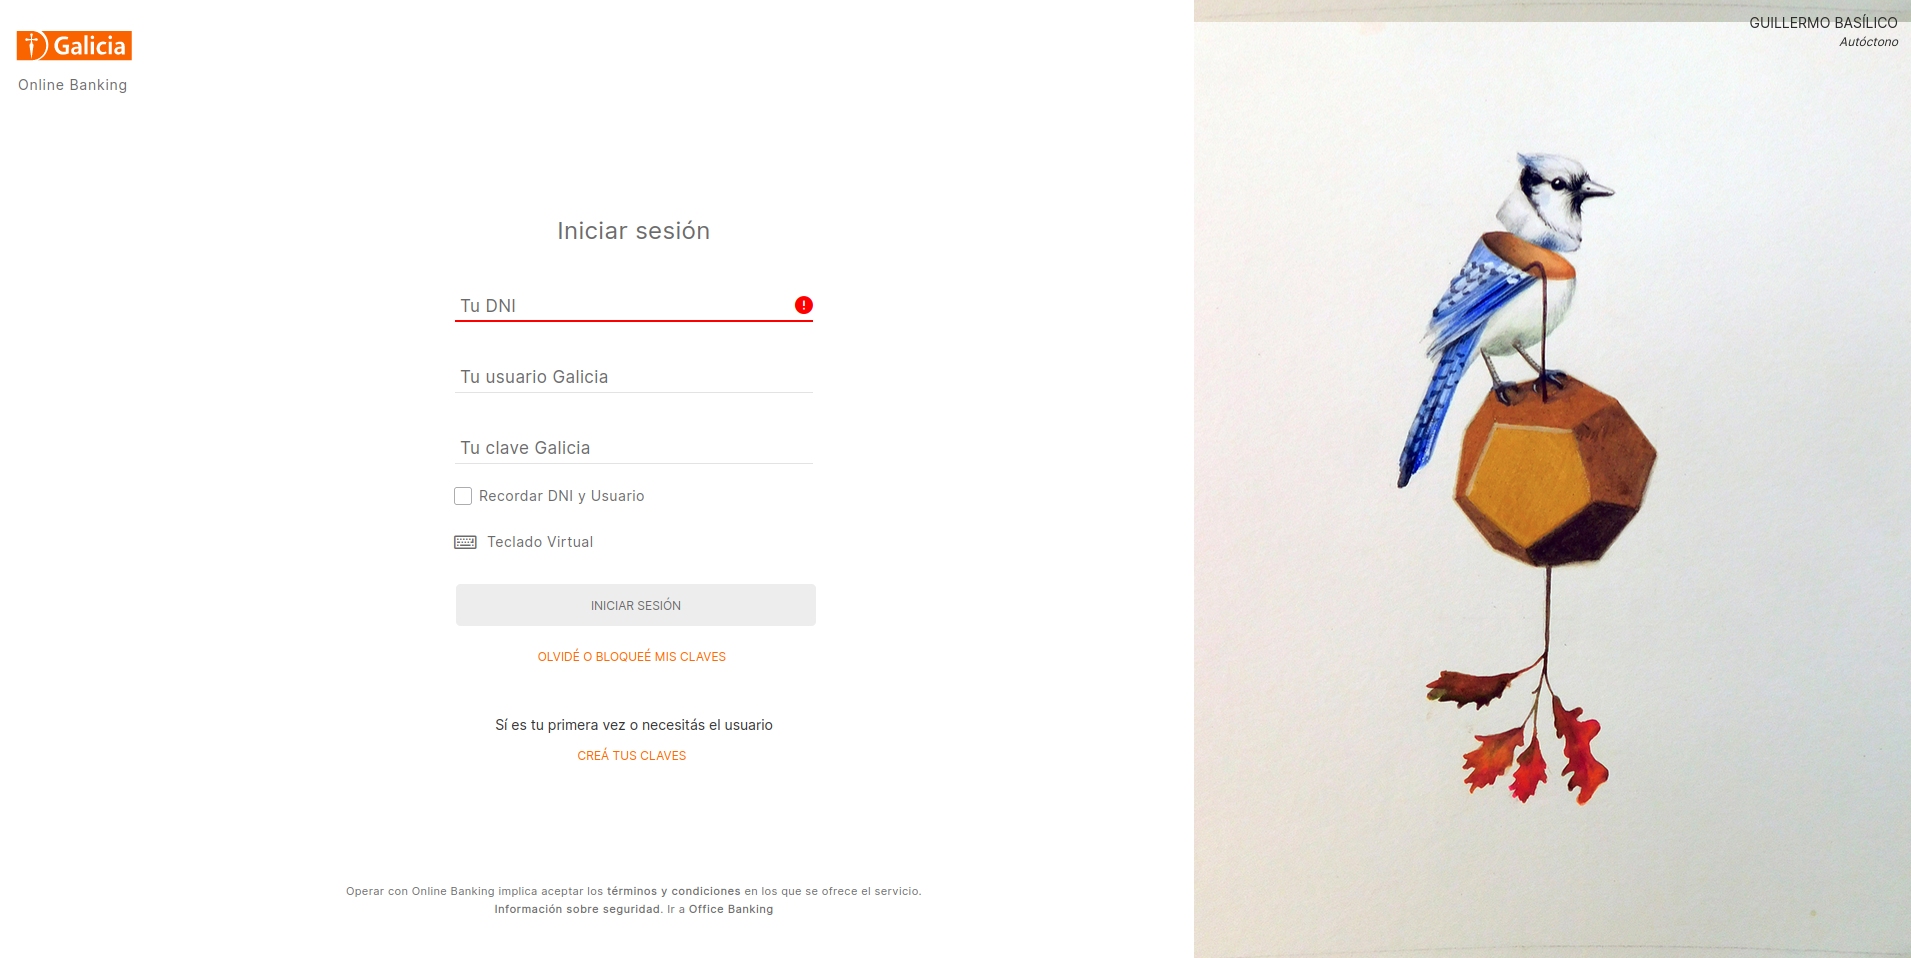 Galicia
Online Banking
Iniciar sesión
Tu DNI
Tu usuario Galicia
Tu clave Galicia
Recordar DNI y Usuario
Teclado Virtual
INICIAR SESIÓN
OLVIDÉ O BLOQUEÉ MIS CLAVES
Sí es tu primera vez o necesitás el usuario
CREÁ TUS CLAVES
Operar con Online Banking implica aceptar los términos y condiciones en los que se ofrece el servicio.
Información sobre seguridad. Ir a Office Banking
GUILLERMO BASÍLICO
Autóctono